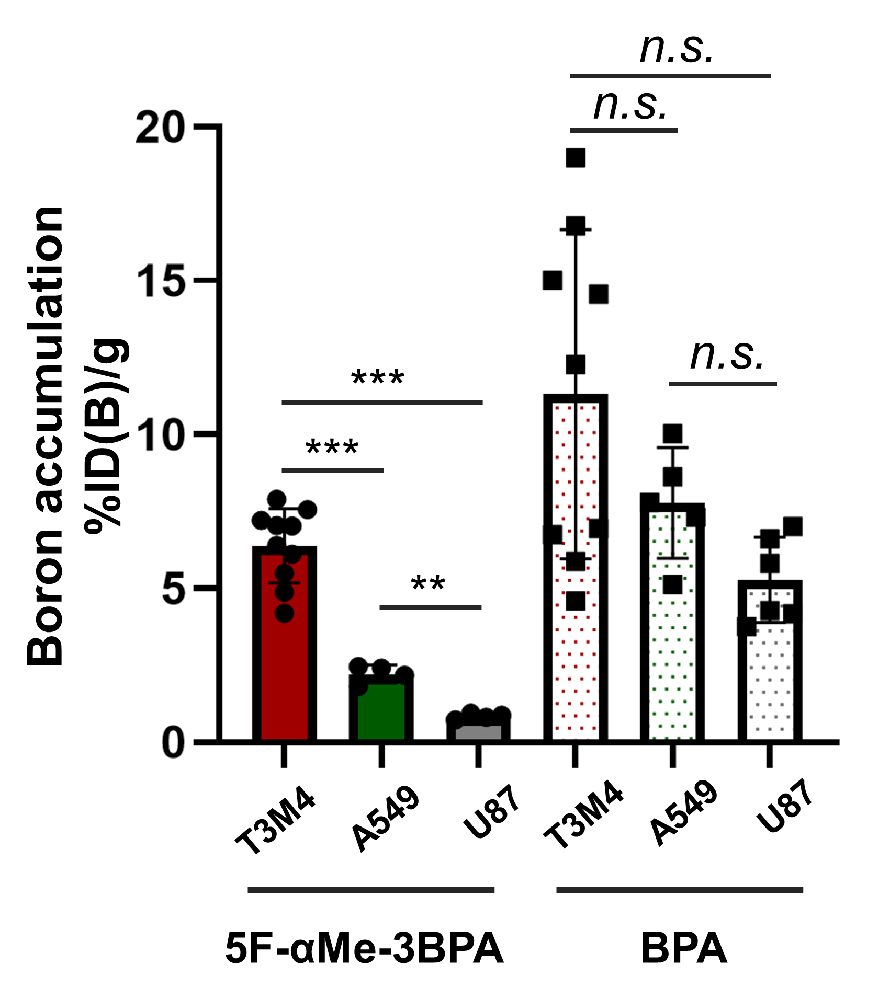 n.s.
n.s.
20
15
10
5
0
Boron accumulation
%ID(B)/g
n.s.
***
***
**
T3M4
A549
U87
T3M4
A549
U87
5F-αMe-3BPA
BPA